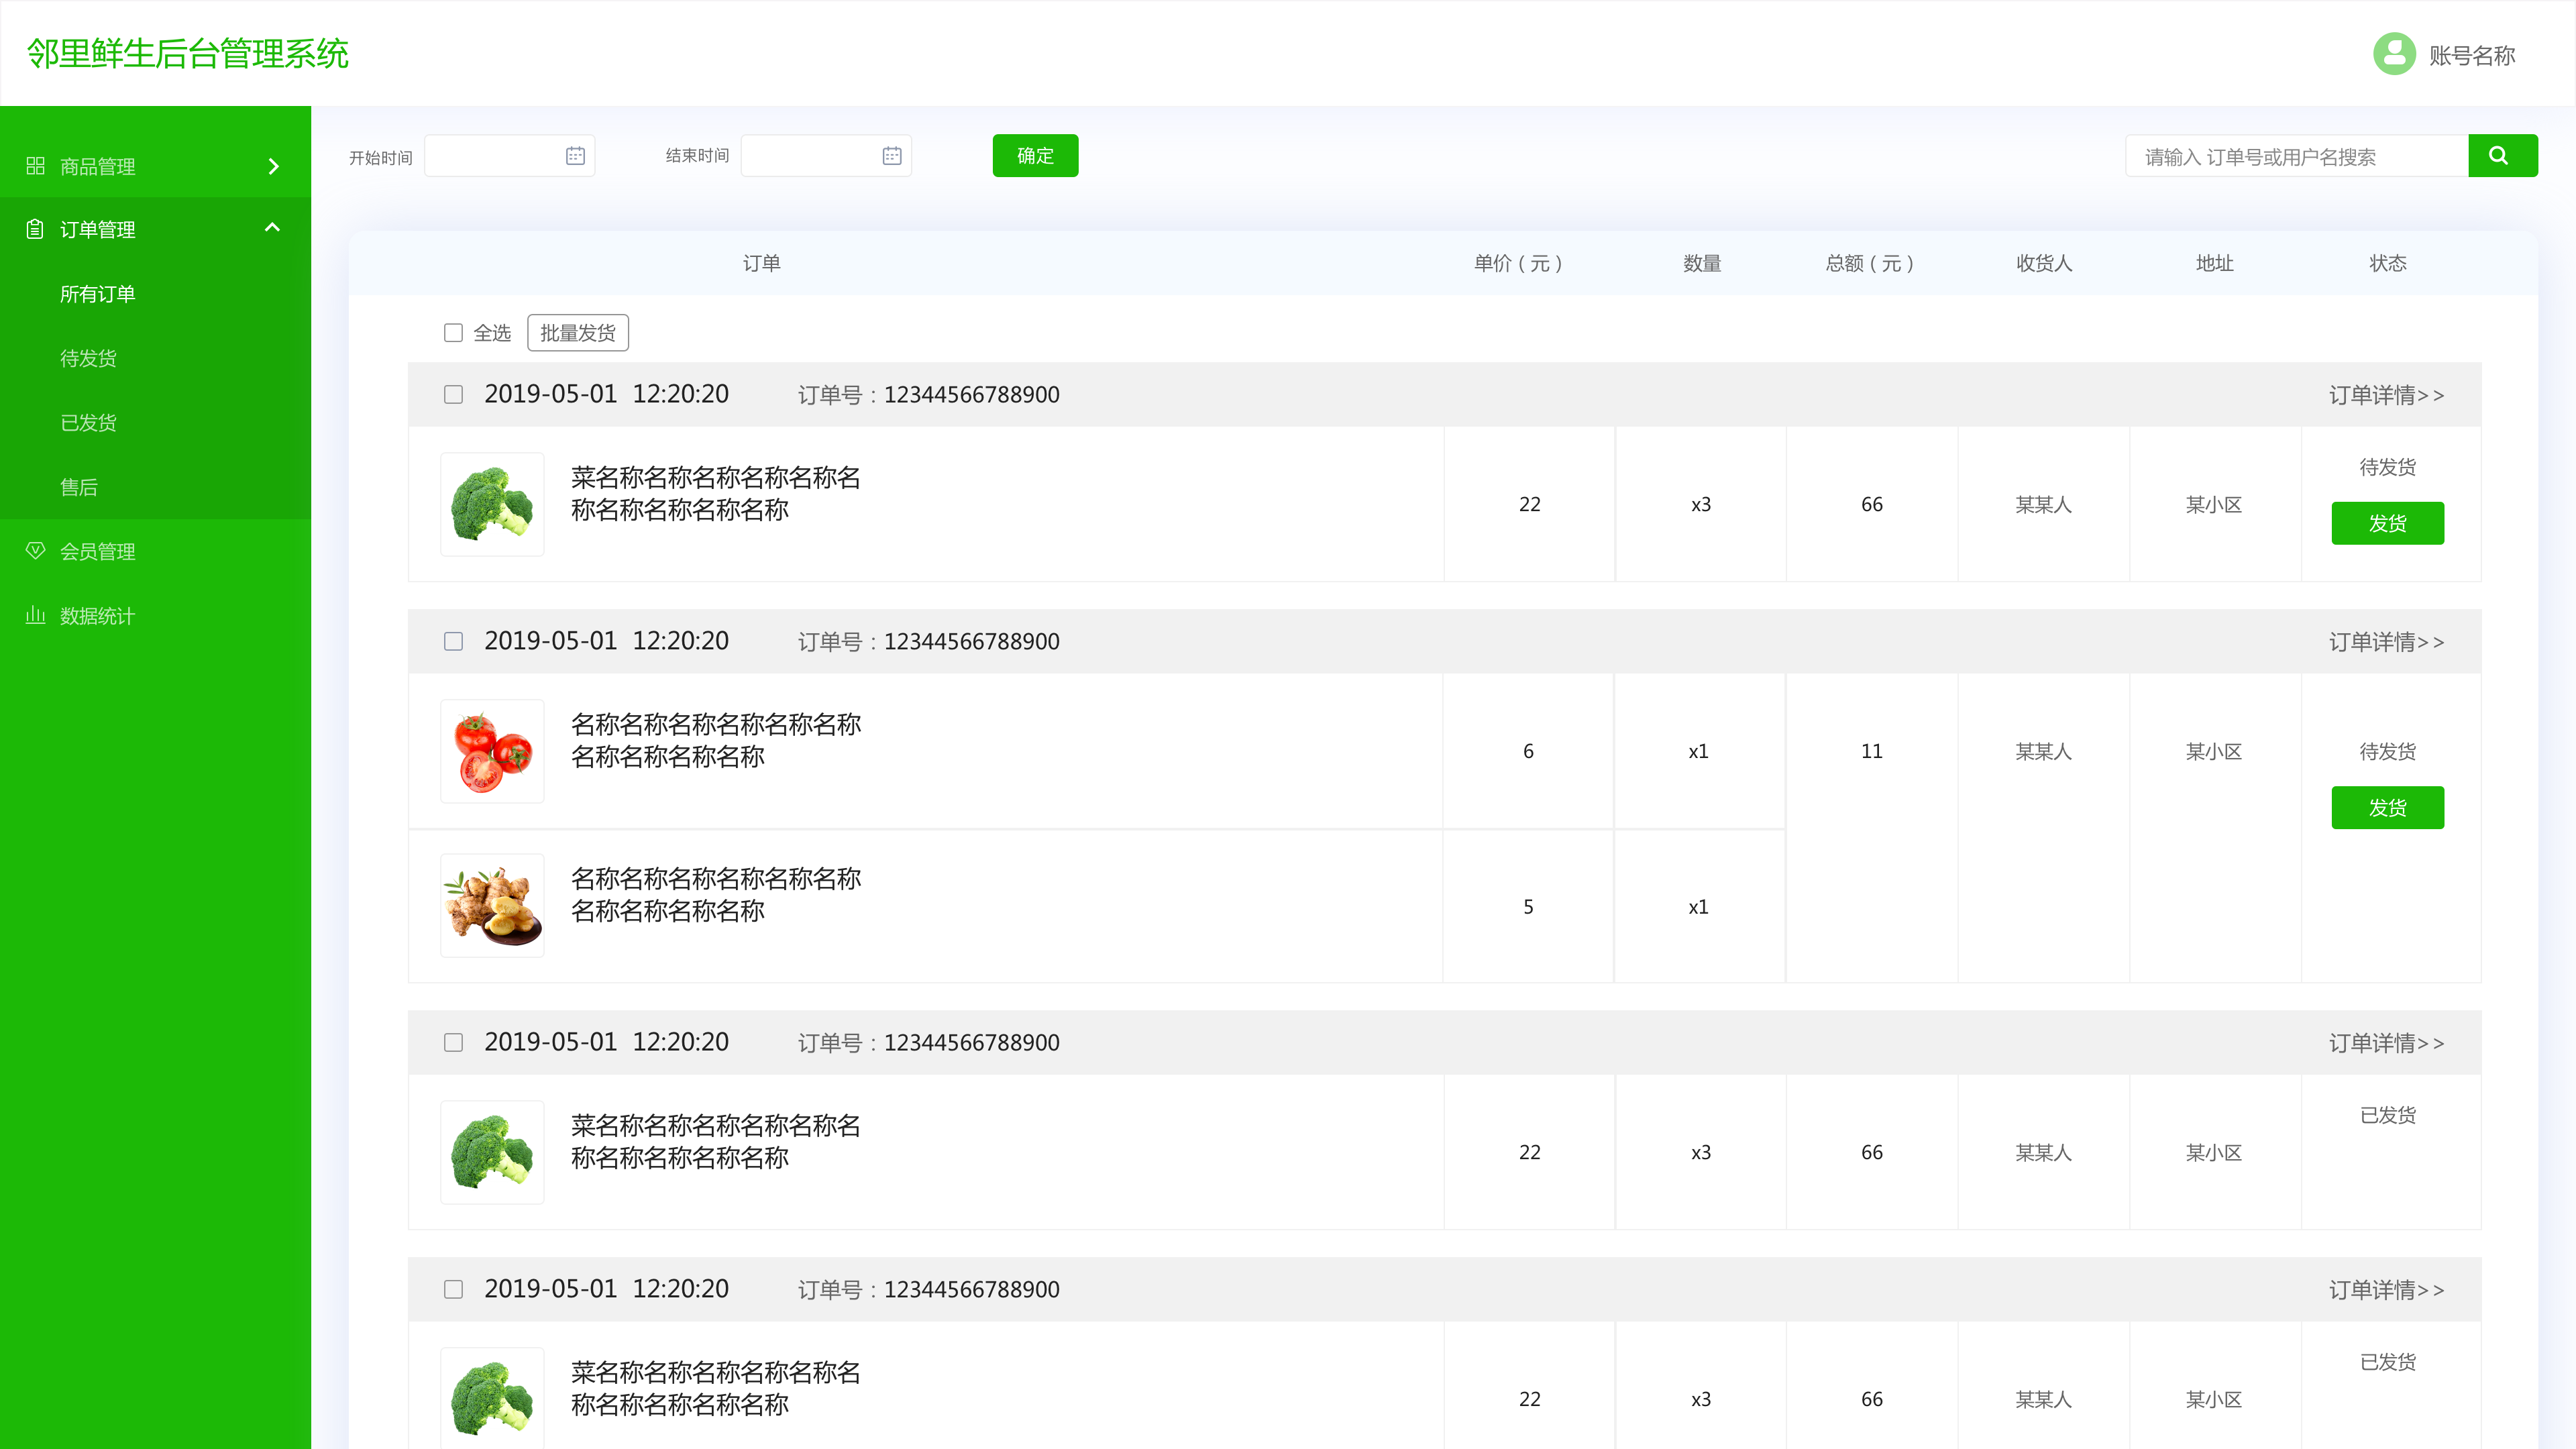 邻里鲜生后台管理系统
账号名称
商品管理
订单管理
所有订单
待发货
已发货
售后
会员管理
数据统计
开始时间
结束时间
确定
请输入 订单号或用户名搜索
订单 单价（元） 数量 总额（元） 收货人 地址 状态
全选 批量发货
2019-05-01 12:20:20 订单号：12344566788900 订单详情>>
菜名称名称名称名称名称名
称名称名称名称名称
22 x3 66 某某人 某小区
待发货
发货
2019-05-01 12:20:20 订单号：12344566788900 订单详情>>
名称名称名称名称名称名称
名称名称名称名称
6 x1 11 某某人 某小区 待发货
发货
名称名称名称名称名称名称
名称名称名称名称
5 x1
2019-05-01 12:20:20 订单号：12344566788900 订单详情>>
菜名称名称名称名称名称名
称名称名称名称名称
22 x3 66 某某人 某小区
已发货
2019-05-01 12:20:20 订单号：12344566788900 订单详情>>
菜名称名称名称名称名称名
称名称名称名称名称
22 x3 66 某某人 某小区
已发货